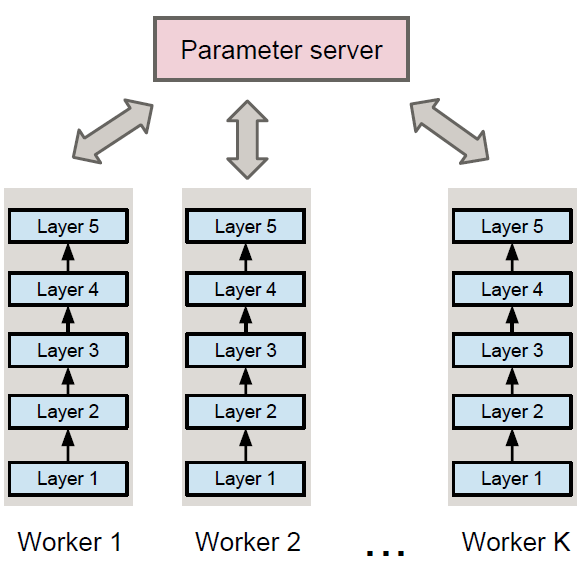 Parameter server
Layer 5 Layer 5 Layer 5
Layer 4 Layer 4 Layer 4
Layer 3 Layer 3 Layer 3
Layer 2 Layer 2 Layer 2
Layer 1 Layer 1 Layer 1
Worker 1 Worker 2 ... Worker K